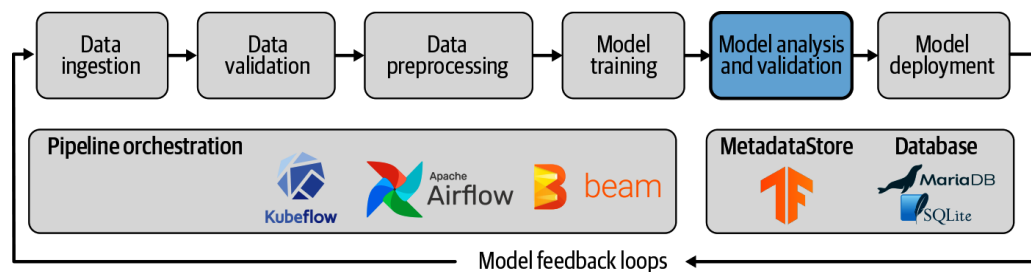 Data
ingestion
Data
validation
Data
preprocessing
Model
training
Model analysis
and validation
Model
deployment
Pipeline orchestration
Kubeflow
Apache
Airflow
beam
MetadataStore
Database
MariaDB
SQLite
Model feedback loops